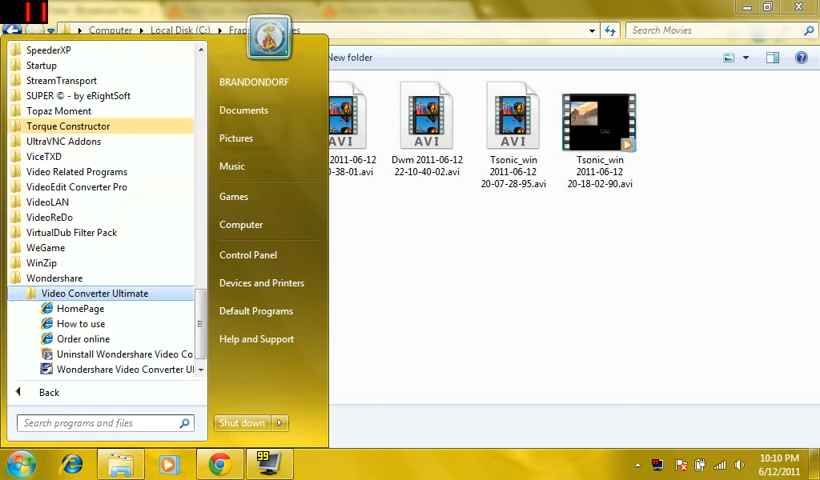 11
Computer
Local Disk (C:)
Search Movies
New folder
SpeederXP
Startup
StreamTransport
SUPER © - by eRightSoft
Topaz Moment
Torque Constructor
UltraVNC Addons
ViceTXD
Video Related Programs
VideoEdit Converter Pro
VideoLAN
VideoReDo
VirtualDub Filter Pack
WeGame
WinZip
Wondershare
Video Converter Ultimate
HomePage
How to use
Order online
Uninstall Wondershare Video Co
Wondershare Video Converter Ul
Back
Search programs and files
BRANDONDORF
Documents
Pictures
Music
Games
Computer
Control Panel
Devices and Printers
Default Programs
Help and Support
Shut down
AVI
2011-06-12
0-38-01.avi
AVI
Dwm 2011-06-12
22-10-40-02.avi
AVI
Tsonic_win
2011-06-12
20-07-28-95.avi
Tsonic_win
2011-06-12
20-18-02-90.avi
99
10:10 PM
6/12/2011